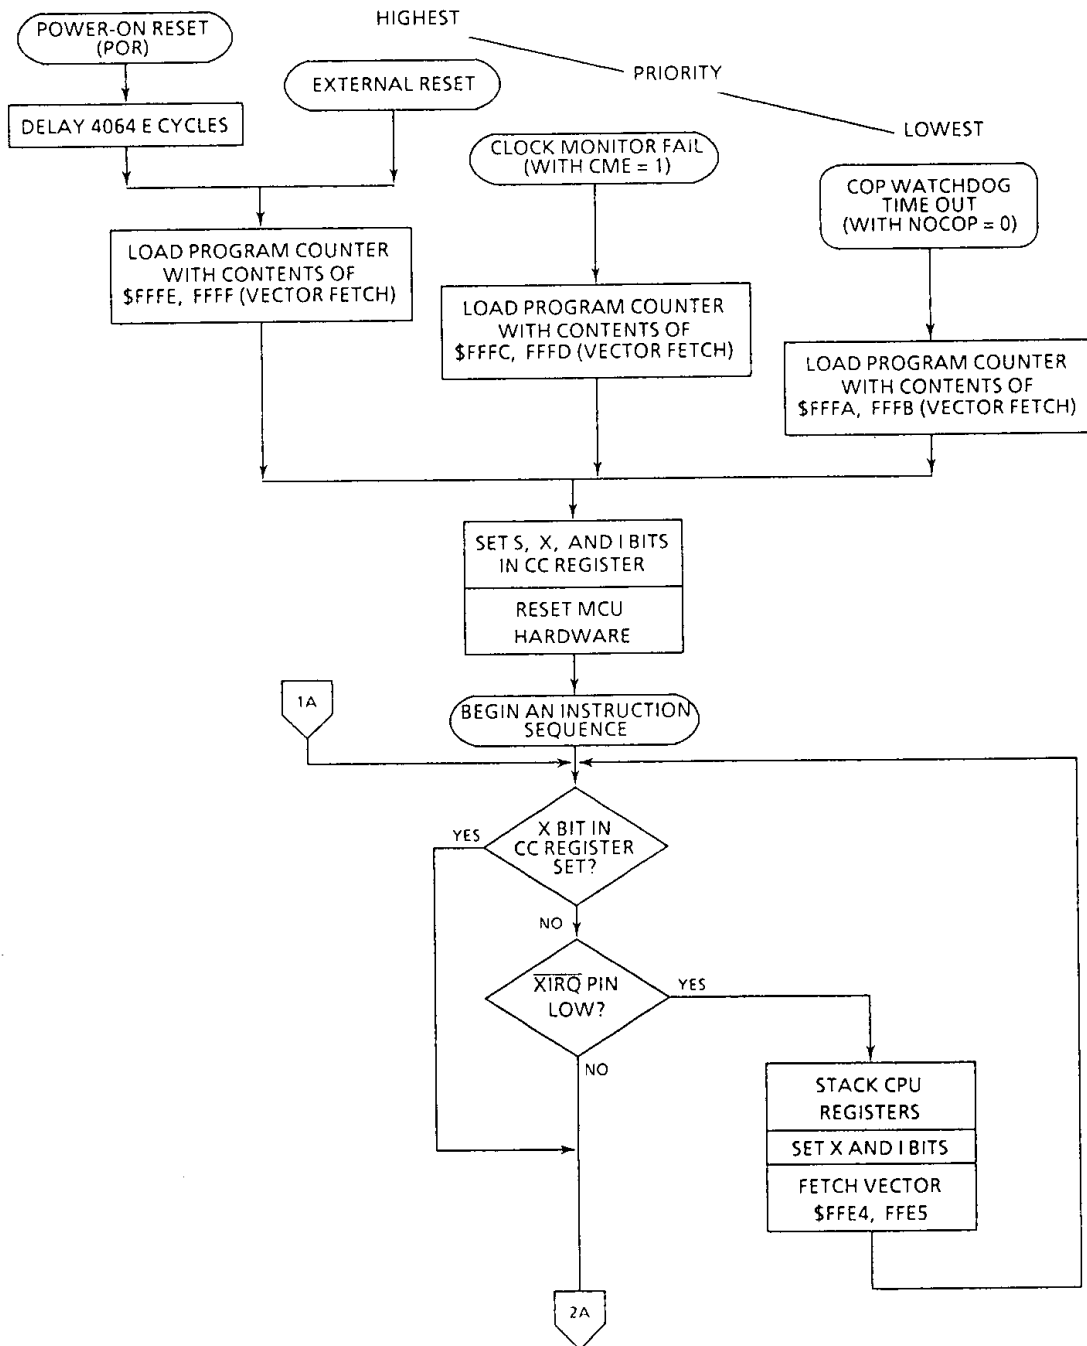 HIGHEST
POWER-ON RESET
(POR)
PRIORITY
EXTERNAL RESET
DELAY 4064 E CYCLES
LOWEST
CLOCK MONITOR FAIL
(WITH CME = 1)
COP WATCHDOG
TIME OUT
(WITH NOCOP = 0)
LOAD PROGRAM COUNTER
WITH CONTENTS OF
$FFFE, FFFF (VECTOR FETCH)
LOAD PROGRAM COUNTER
WITH CONTENTS OF
$FFFC, FFFD (VECTOR FETCH)
LOAD PROGRAM COUNTER
WITH CONTENTS OF
$FFFA, FFFB (VECTOR FETCH)
SET S, X, AND I BITS
IN CC REGISTER
RESET MCU
HARDWARE
1A
BEGIN AN INSTRUCTION
SEQUENCE
YES
X BIT IN
CC REGISTER
SET?
NO
XIRQ PIN
LOW?
YES
NO
STACK CPU
REGISTERS
SET X AND I BITS
FETCH VECTOR
$FFE4, FFE5
2A